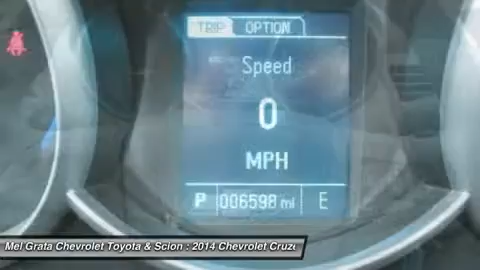 TRIP OPTION
Speed
0
MPH
P 006598 mi E
Mel Grata Chevrolet Toyota & Scion : 2014 Chevrolet Cruze